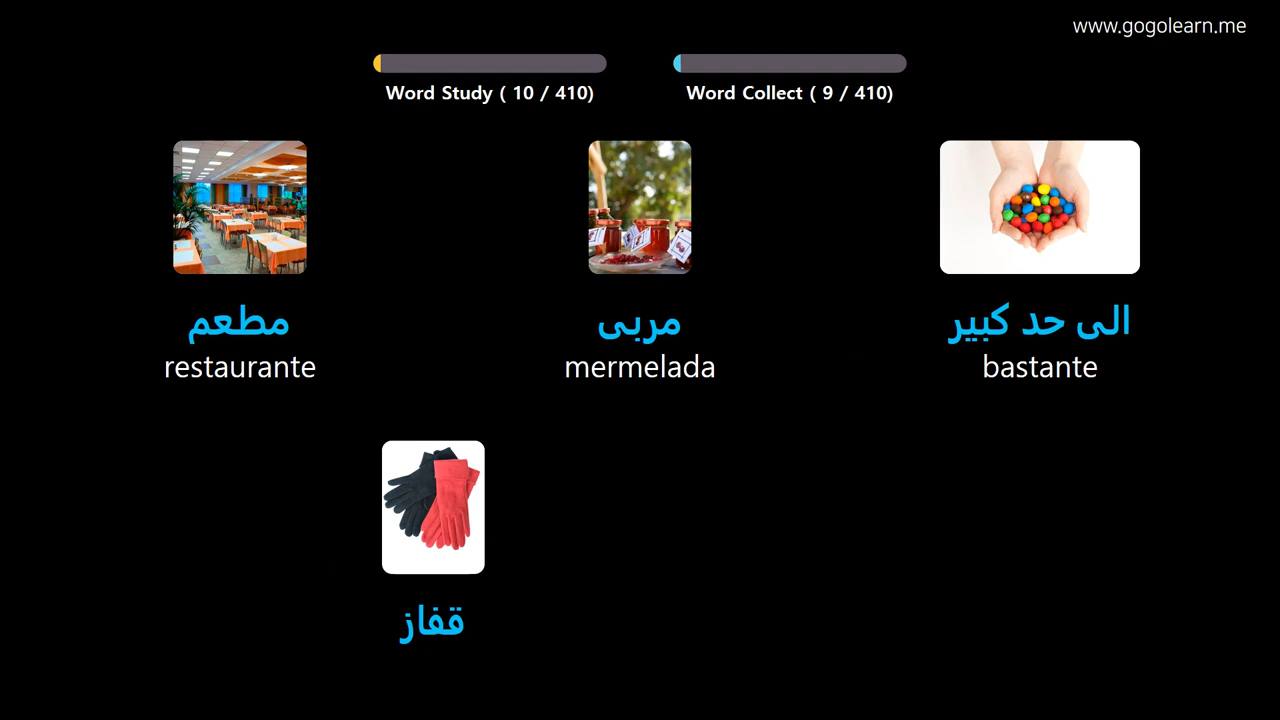 www.gogolearn.me
Word Study ( 10 / 410)
Word Collect ( 9 / 410)
مطعم
restaurante
مربى
mermelada
الى حد كبير
bastante
قفاز